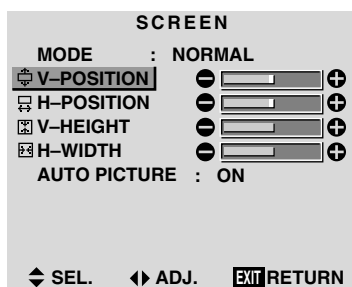 SCREEN
MODE : NORMAL
V–POSITION
H–POSITION
V–HEIGHT
H–WIDTH
AUTO PICTURE : ON
SEL. ADJ. EXIT RETURN